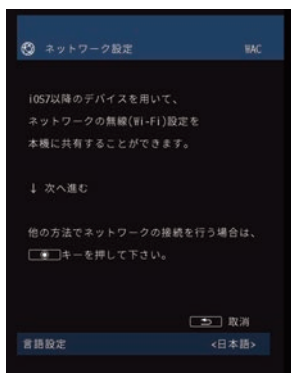 ネットワーク設定 WAC
iOS7以降のデバイスを用いて、
ネットワークの無線(Wi-Fi)設定を
本機に共有することができます。
↓ 次へ進む
他の方法でネットワークの接続を行う場合は、
キーを押して下さい。
取消
言語設定 <日本語>